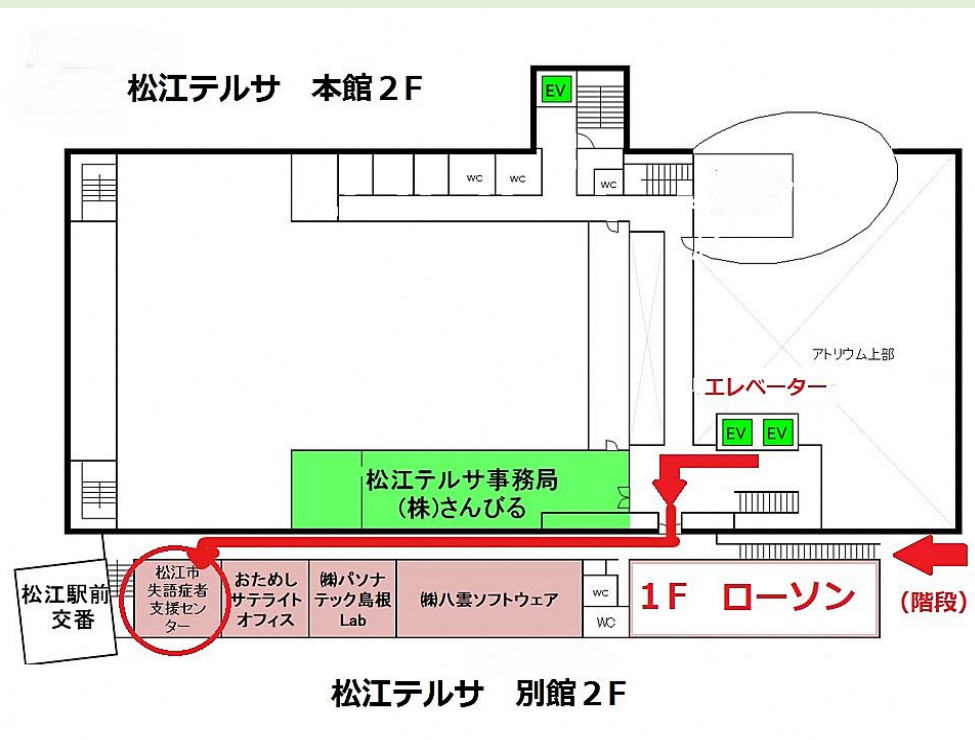 松江テルサ　本館２Ｆ
EV
WC
WC
WC
アトリウム上部
エレベーター
EV
EV
松江テルサ事務局
(株)さんびる
松江駅前
交番
松江市
失語症者
支援セン
ター
おためし
サテライト
オフィス
㈱パソナ
テック島根
Lab
㈱八雲ソフトウェア
WC
WC
１Ｆ　ローソン
（階段）
松江テルサ　別館２Ｆ